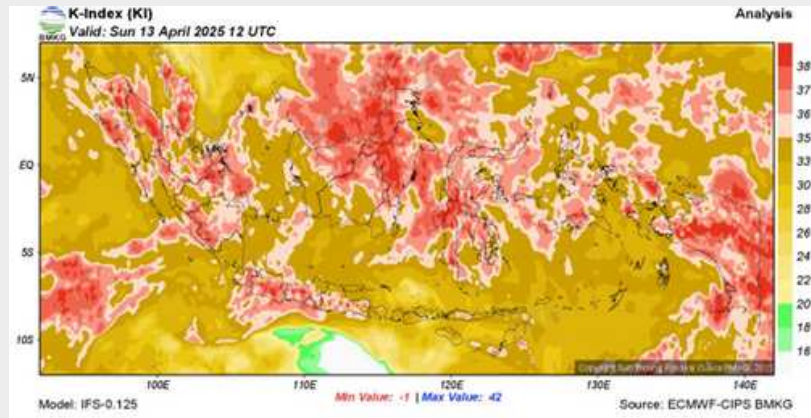 K-Index (KI)
Analysis
BMKG
Valid: Sun 13 April 2025 12 UTC
5N
EQ
5S
10S
100E
110E
120E
130E
140E
38
37
36
35
33
30
28
26
24
22
20
18
16
Model: IFS-0.125
Min Value: -1 | Max Value: 42
Source: ECMWF-CIPS BMKG